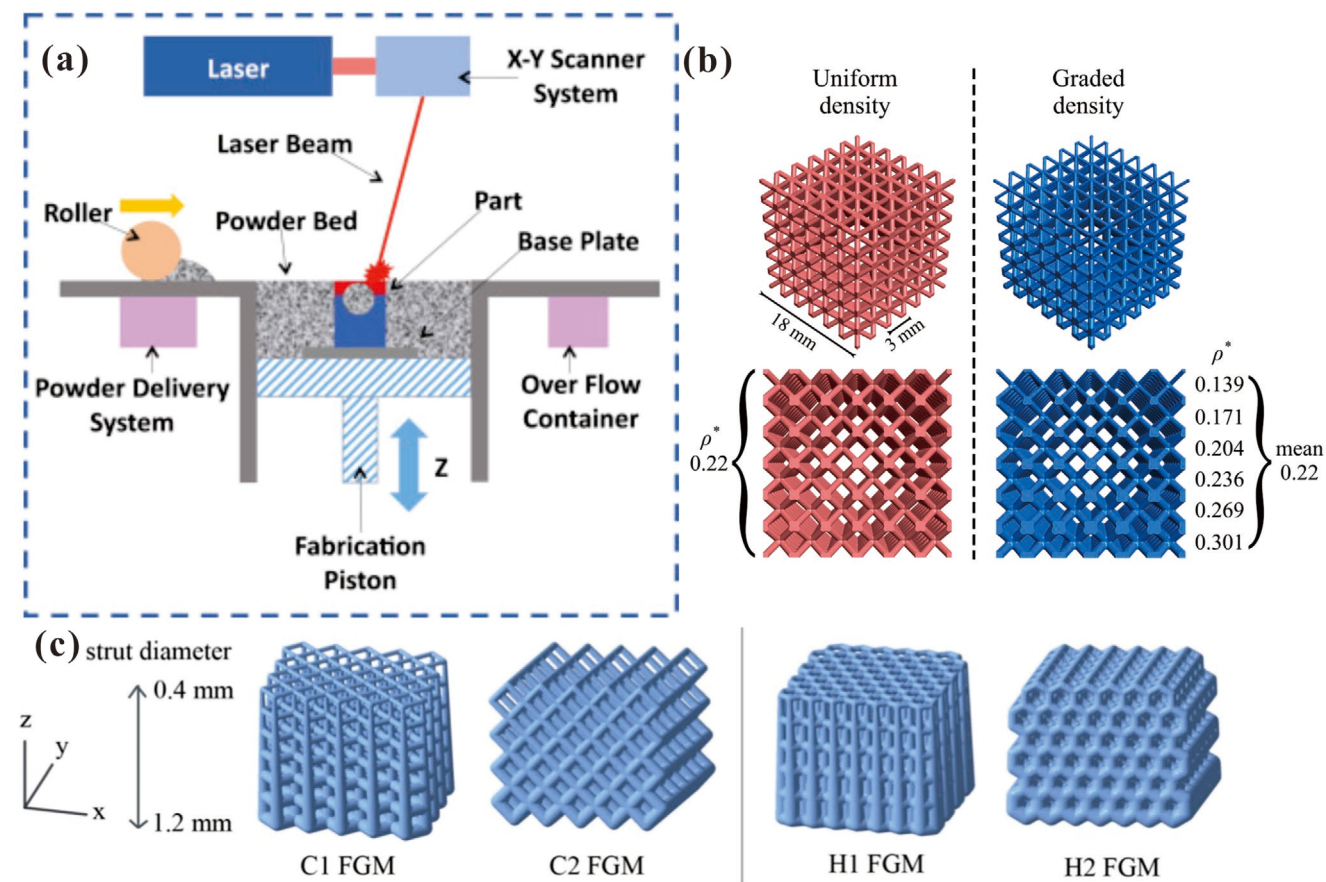 (a)
Laser
X-Y Scanner
System
Laser Beam
Roller
Powder Bed
Part
Base Plate
Powder Delivery
System
Over Flow
Container
Z
Fabrication
Piston
(b)
Uniform
density
Graded
density
18 mm
3 mm
ρ*
0.22
ρ*
0.139
0.171
0.204
0.236
0.269
0.301
mean
0.22
(c)
strut diameter
0.4 mm
1.2 mm
z
y
x
C1 FGM
C2 FGM
H1 FGM
H2 FGM